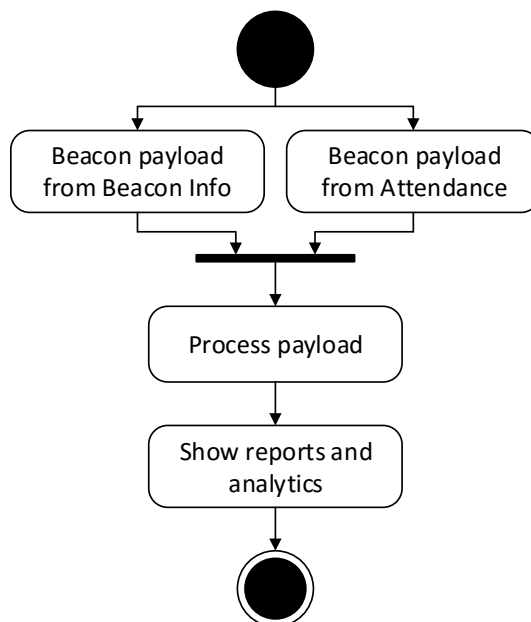 Beacon payload
from Beacon Info
Beacon payload
from Attendance
Process payload
Show reports and
analytics